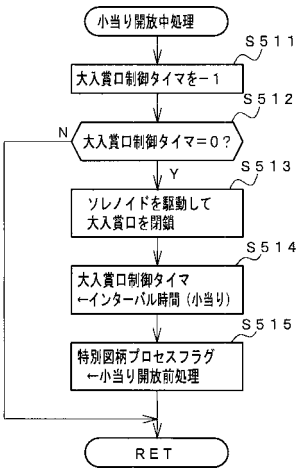 小当り開放中処理
S511
大入賞口制御タイマを－1
S512
N
大入賞口制御タイマ＝0？
Y
S513
ソレノイドを駆動して
大入賞口を閉鎖
S514
大入賞口制御タイマ
←インターバル時間（小当り）
S515
特別図柄プロセスフラグ
←小当り開放前処理
RET